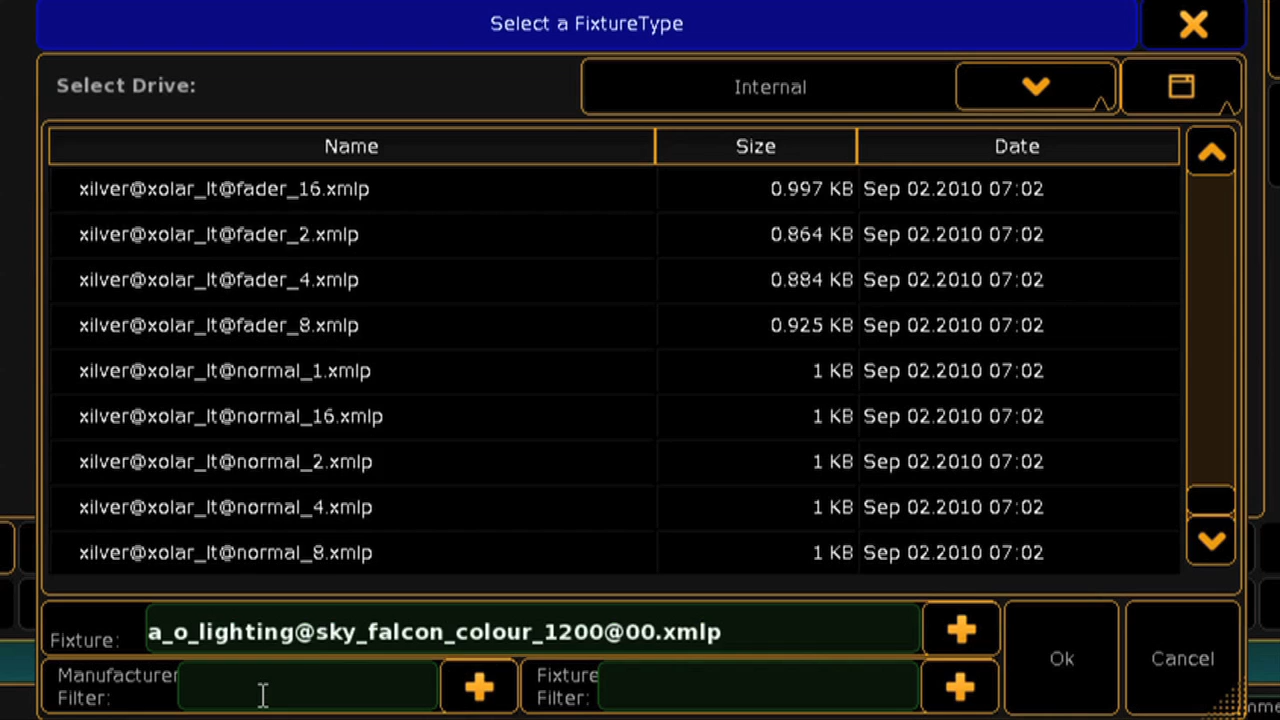 Select a FixtureType
Select Drive:
Internal
Name Size Date
xilver@xolar_lt@fader_16.xmlp 0.997 KB Sep 02.2010 07:02
xilver@xolar_lt@fader_2.xmlp 0.864 KB Sep 02.2010 07:02
xilver@xolar_lt@fader_4.xmlp 0.884 KB Sep 02.2010 07:02
xilver@xolar_lt@fader_8.xmlp 0.925 KB Sep 02.2010 07:02
xilver@xolar_lt@normal_1.xmlp 1 KB Sep 02.2010 07:02
xilver@xolar_lt@normal_16.xmlp 1 KB Sep 02.2010 07:02
xilver@xolar_lt@normal_2.xmlp 1 KB Sep 02.2010 07:02
xilver@xolar_lt@normal_4.xmlp 1 KB Sep 02.2010 07:02
xilver@xolar_lt@normal_8.xmlp 1 KB Sep 02.2010 07:02
Fixture: a_o_lighting@sky_falcon_colour_1200@00.xmlp
Manufacturer
Filter:
Fixture
Filter:
Ok
Cancel